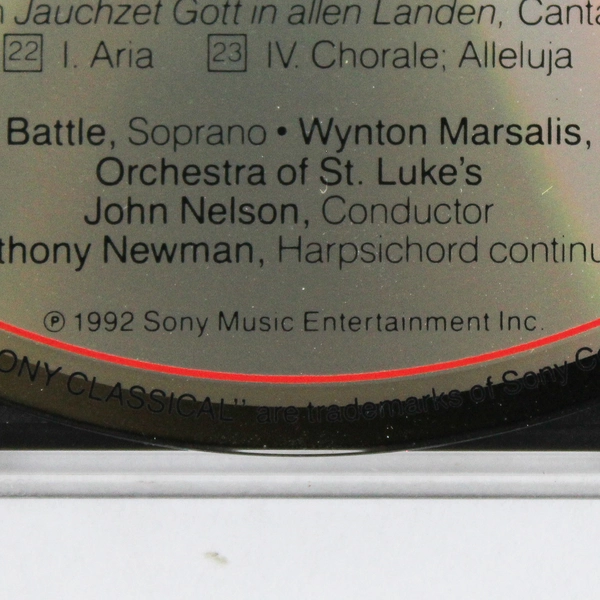 Jauchzet Gott in allen Landen, Canta
22 I. Aria 23 IV. Chorale; Alleluja
Battle, Soprano • Wynton Marsalis,
Orchestra of St. Luke's
John Nelson, Conductor
thony Newman, Harpsichord continu
℗ 1992 Sony Music Entertainment Inc.
ONY CLASSICAL" are trademarks of Sony C